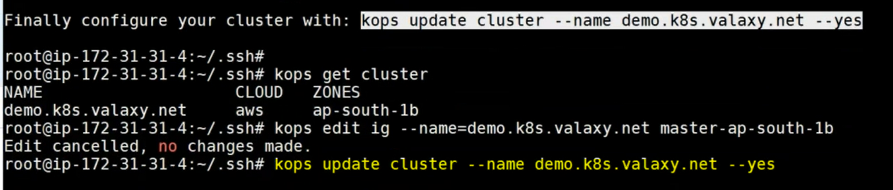 Finally configure your cluster with: kops update cluster --name demo.k8s.valaxy.net --yes
root@ip-172-31-31-4:~/.ssh#
root@ip-172-31-31-4:~/.ssh# kops get cluster
NAME CLOUD ZONES
demo.k8s.valaxy.net aws ap-south-1b
root@ip-172-31-31-4:~/.ssh# kops edit ig --name=demo.k8s.valaxy.net master-ap-south-1b
Edit cancelled, no changes made.
root@ip-172-31-31-4:~/.ssh# kops update cluster --name demo.k8s.valaxy.net --yes